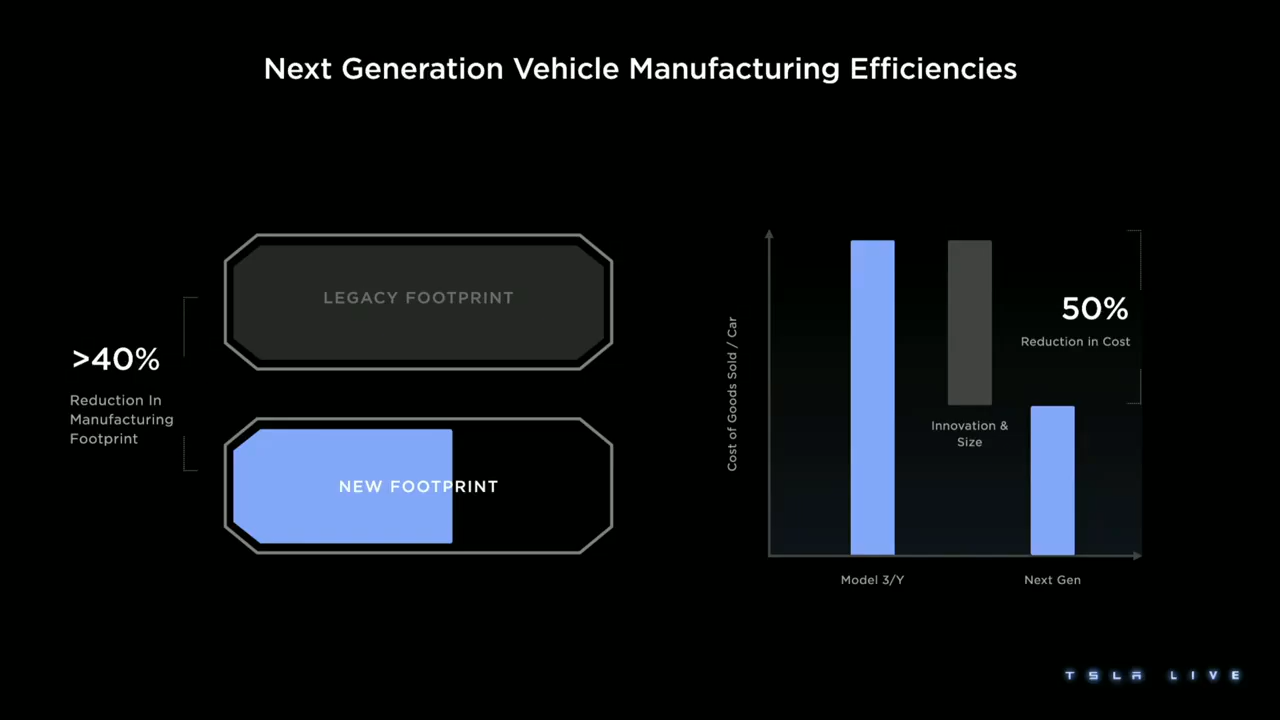 Next Generation Vehicle Manufacturing Efficiencies
LEGACY FOOTPRINT
>40%
Reduction In
Manufacturing
Footprint
NEW FOOTPRINT
Cost of Goods Sold / Car
50%
Reduction in Cost
Innovation &
Size
Model 3/Y
Next Gen
TSLA LIVE